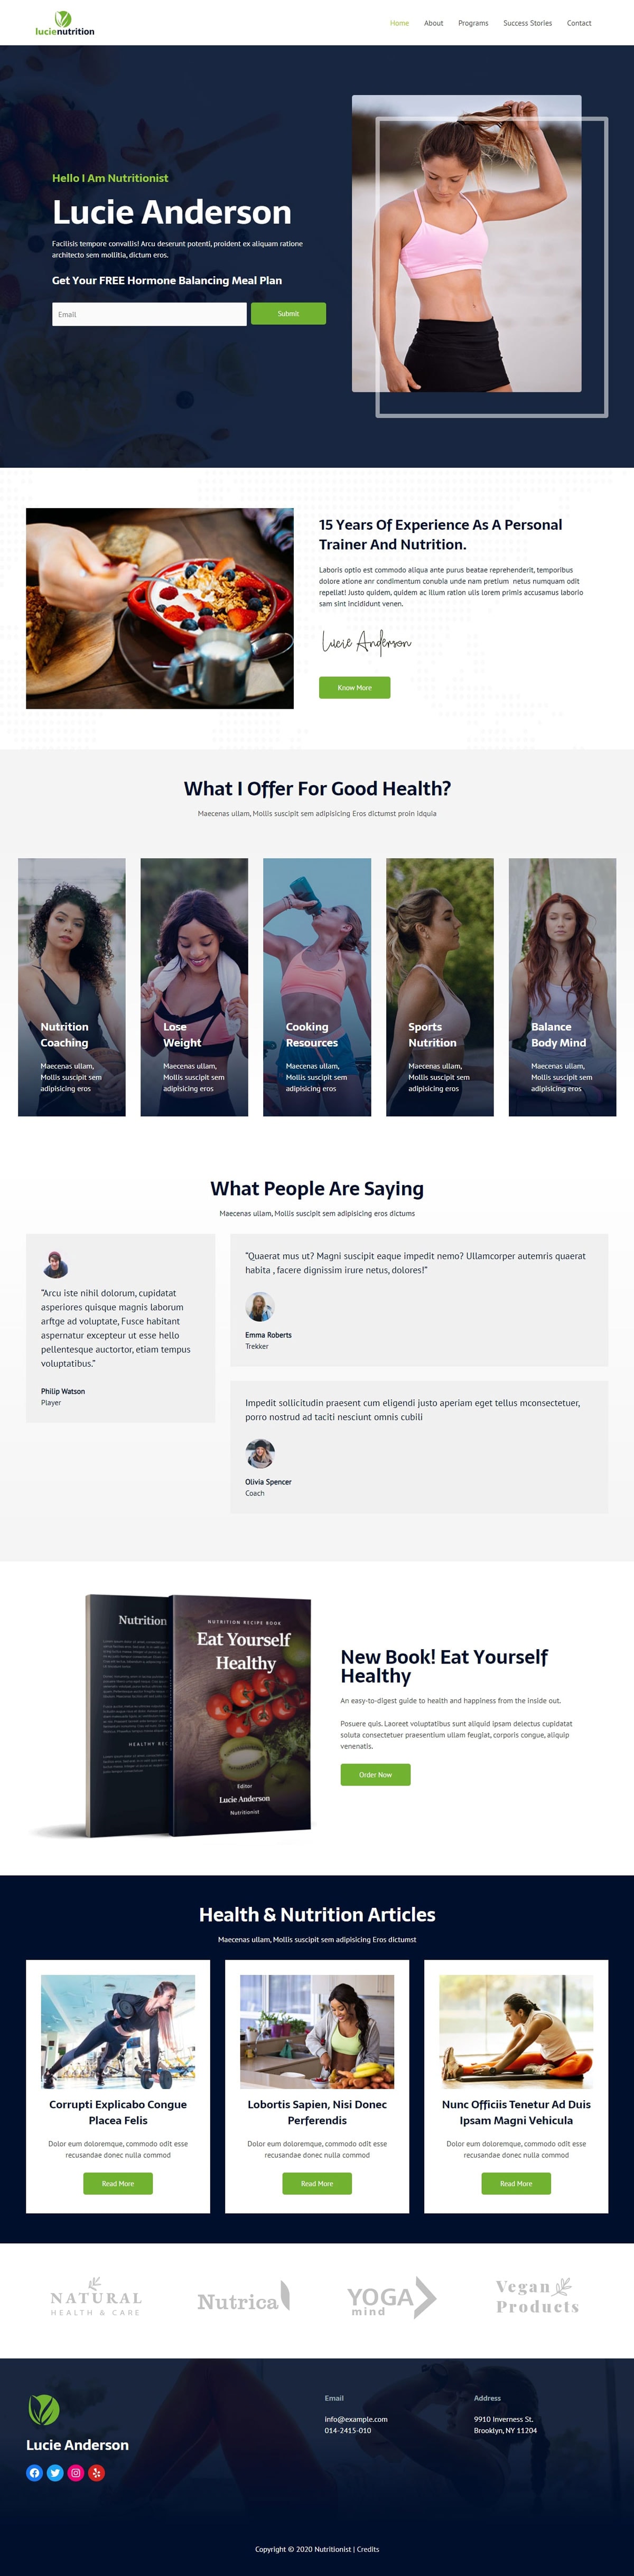 lucienutrition
Home About Programs Success Stories Contact
Hello I Am Nutritionist
Lucie Anderson
Facilisis tempore convallis! Arcu deserunt potenti, proident ex aliquam ratione
architecto sem mollitia, dictum eros.
Get Your FREE Hormone Balancing Meal Plan
Email
Submit
15 Years Of Experience As A Personal
Trainer And Nutrition.
Laboris optio est commodo aliqua ante purus beatae reprehenderit, temporibus
dolore atione anr condimentum conubia unde nam pretium netus numquam odit
repellat! Justo quidem, quidem ac illum ration ulis lorem primis accusamus laborio
sam sint incididunt venen.
Lucie Anderson
Know More
What I Offer For Good Health?
Maecenas ullam, Mollis suscipit sem adipisicing Eros dictumst proin idquia
Nutrition
Coaching
Maecenas ullam,
Mollis suscipit sem
adipisicing eros
Lose
Weight
Maecenas ullam,
Mollis suscipit sem
adipisicing eros
Cooking
Resources
Maecenas ullam,
Mollis suscipit sem
adipisicing eros
Sports
Nutrition
Maecenas ullam,
Mollis suscipit sem
adipisicing eros
Balance
Body Mind
Maecenas ullam,
Mollis suscipit sem
adipisicing eros
What People Are Saying
Maecenas ullam, Mollis suscipit sem adipisicing eros dictums
“Arcu iste nihil dolorum, cupidatat
asperiores quisque magnis laborum
arftge ad voluptate, Fusce habitant
aspernatur excepteur ut esse hello
pellentesque auctortor, etiam tempus
voluptatibus.”
Philip Watson
Player
“Quaerat mus ut? Magni suscipit eaque impedit nemo? Ullamcorper autemris quaerat
habita , facere dignissim irure netus, dolores!”
Emma Roberts
Trekker
Impedit sollicitudin praesent cum eligendi justo aperiam eget tellus mconsectetuer,
porro nostrud ad taciti nesciunt omnis cubili
Olivia Spencer
Coach
Nutrition
HEALTHY REC
NUTRITION RECIPE BOOK
Eat Yourself
Healthy
Editor
Lucie Anderson
Nutritionist
New Book! Eat Yourself
Healthy
An easy-to-digest guide to health and happiness from the inside out.
Posuere quis. Laoreet voluptatibus sunt aliquid ipsam delectus cupidatat
soluta consectetuer praesentium ullam feugiat, corporis congue, aliquip
venenatis.
Order Now
Health & Nutrition Articles
Maecenas ullam, Mollis suscipit sem adipisicing Eros dictumst
Corrupti Explicabo Congue
Placea Felis
Dolor eum doloremque, commodo odit esse
recusandae donec nulla commod
Read More
Lobortis Sapien, Nisi Donec
Perferendis
Dolor eum doloremque, commodo odit esse
recusandae donec nulla commod
Read More
Nunc Officiis Tenetur Ad Duis
Ipsam Magni Vehicula
Dolor eum doloremque, commodo odit esse
recusandae donec nulla commod
Read More
NATURAL
HEALTH & CARE
Nutrica
YOGA
mind
Vegan
Products
Lucie Anderson
Email
info@example.com
014-2415-010
Address
9910 Inverness St.
Brooklyn, NY 11204
Copyright © 2020 Nutritionist | Credits